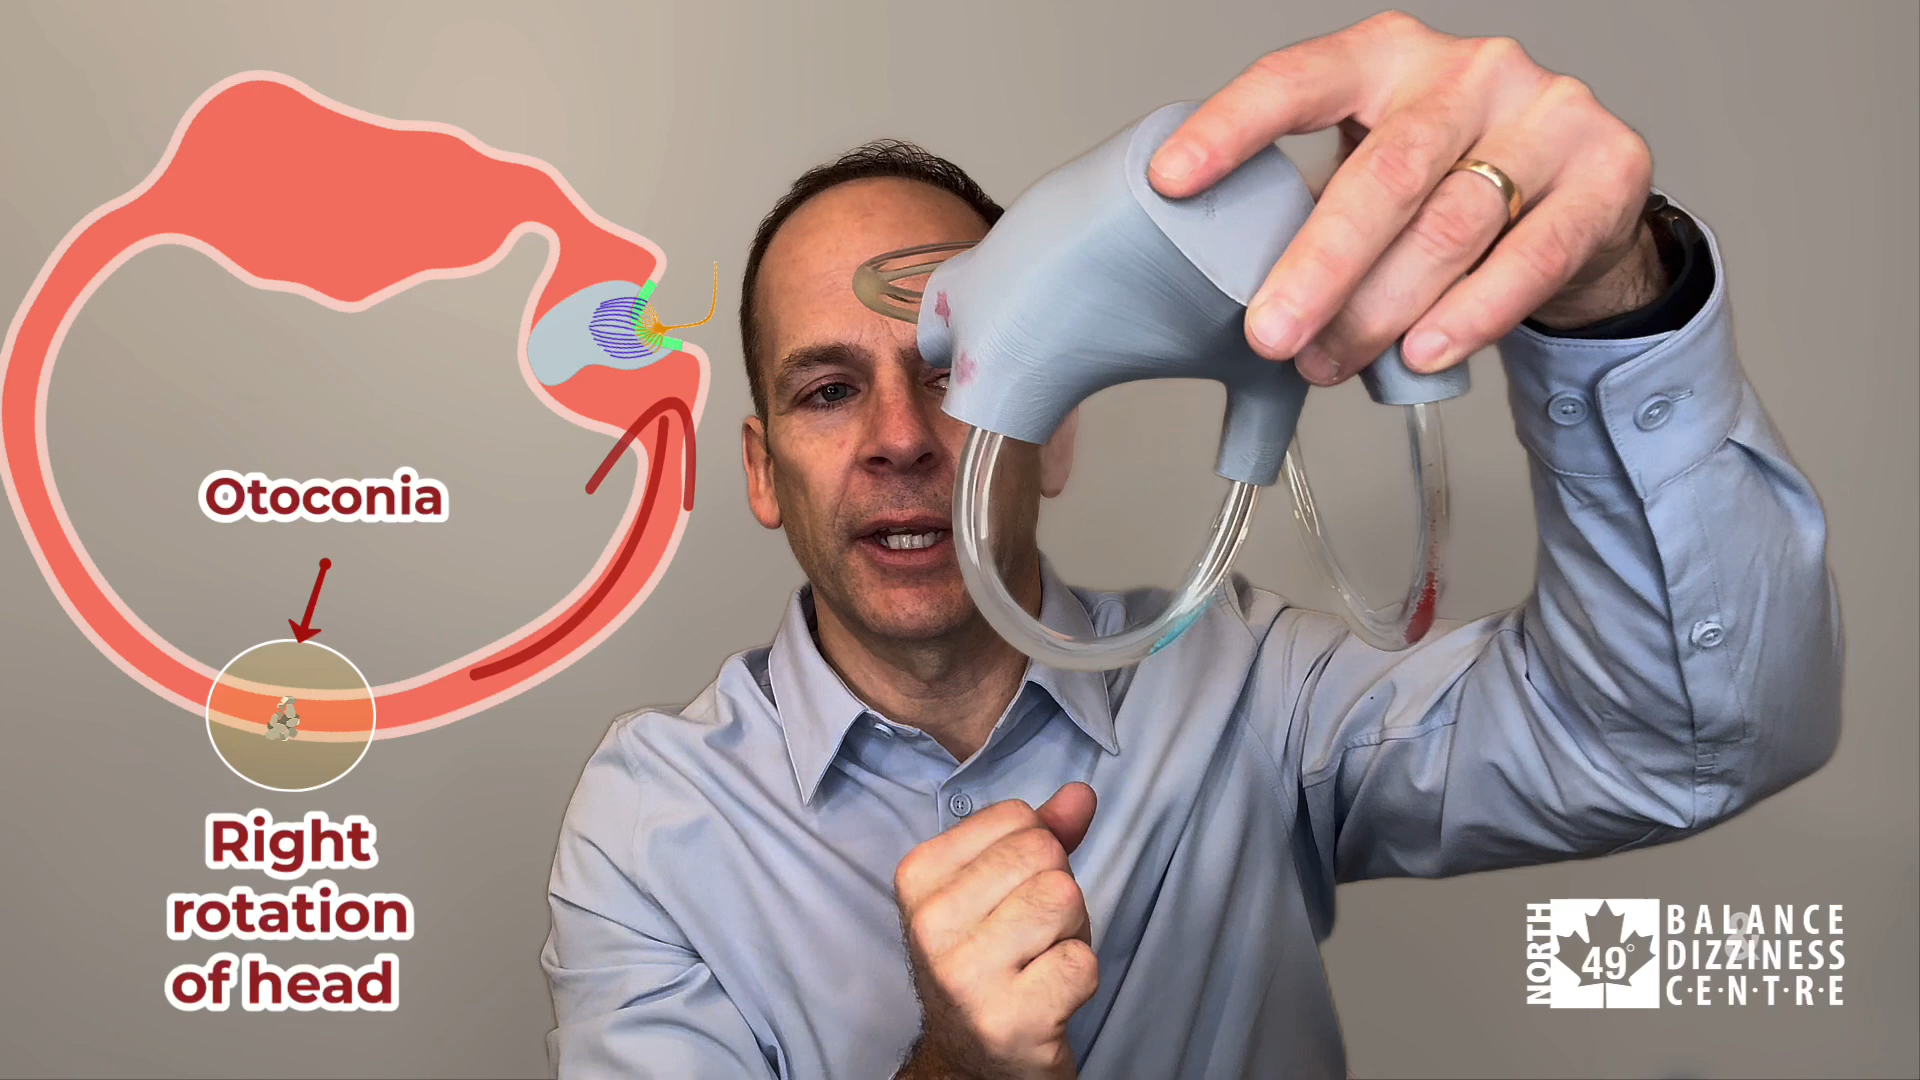 Otoconia
Right
rotation
of head
NORTH
49°
BALANCE &
DIZZINESS
C·E·N·T·R·E